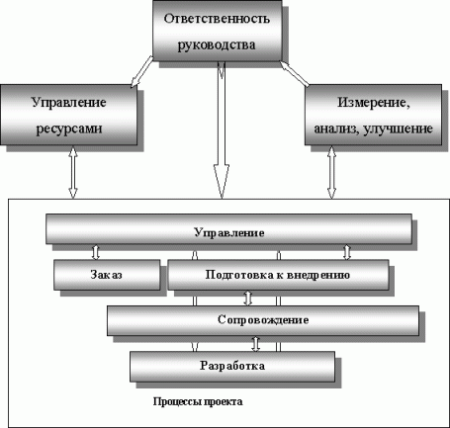 Ответственность
руководства
Управление
ресурсами
Измерение,
анализ, улучшение
Управление
Заказ
Подготовка к внедрению
Сопровождение
Разработка
Процессы проекта